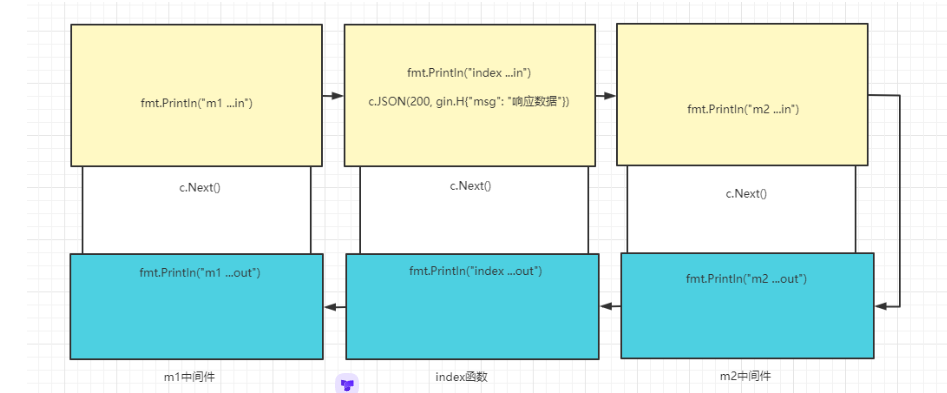 fmt.Println("m1 ...in")
fmt.Println("index ...in")
c.JSON(200, gin.H{"msg": "响应数据"})
fmt.Println("m2 ...in")
c.Next()
c.Next()
c.Next()
fmt.Println("m1 ...out")
fmt.Println("index ...out")
fmt.Println("m2 ...out")
m1中间件
index函数
m2中间件